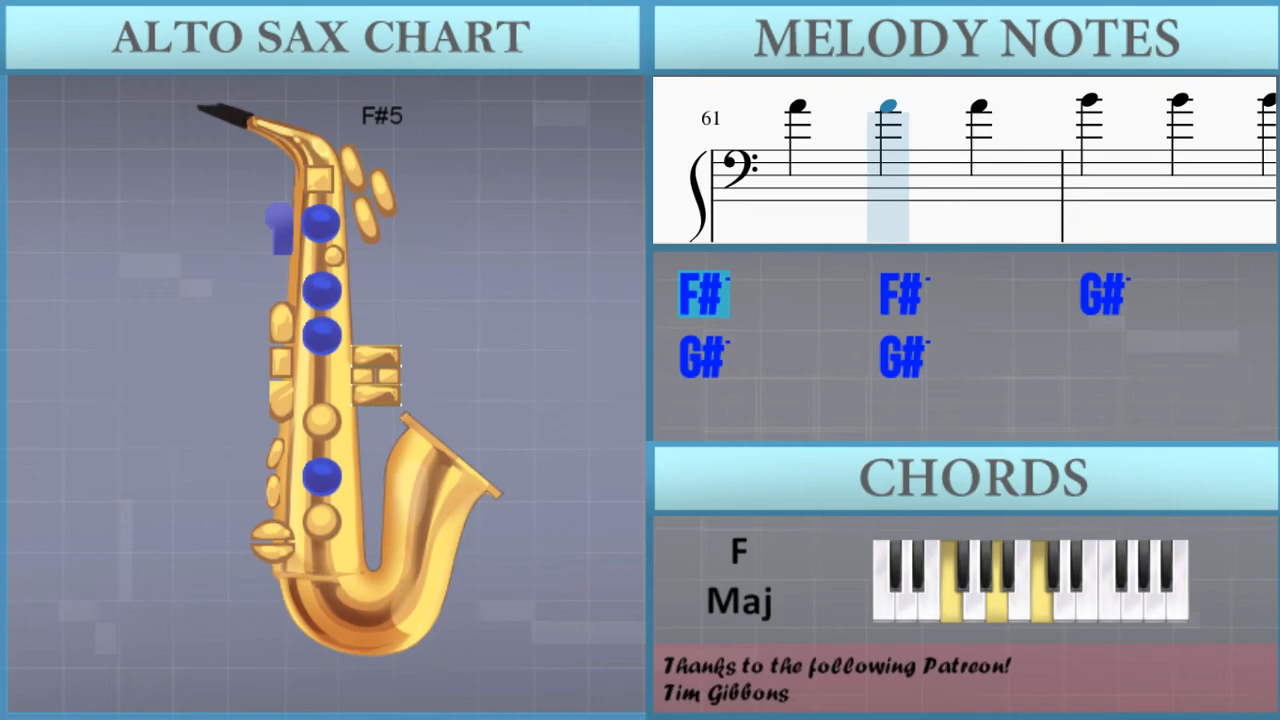 ALTO SAX CHART
F#5
MELODY NOTES
61
F#-
F#-
G#-
G#-
G#-
CHORDS
F
Maj
Thanks to the following Patreon!
Tim Gibbons